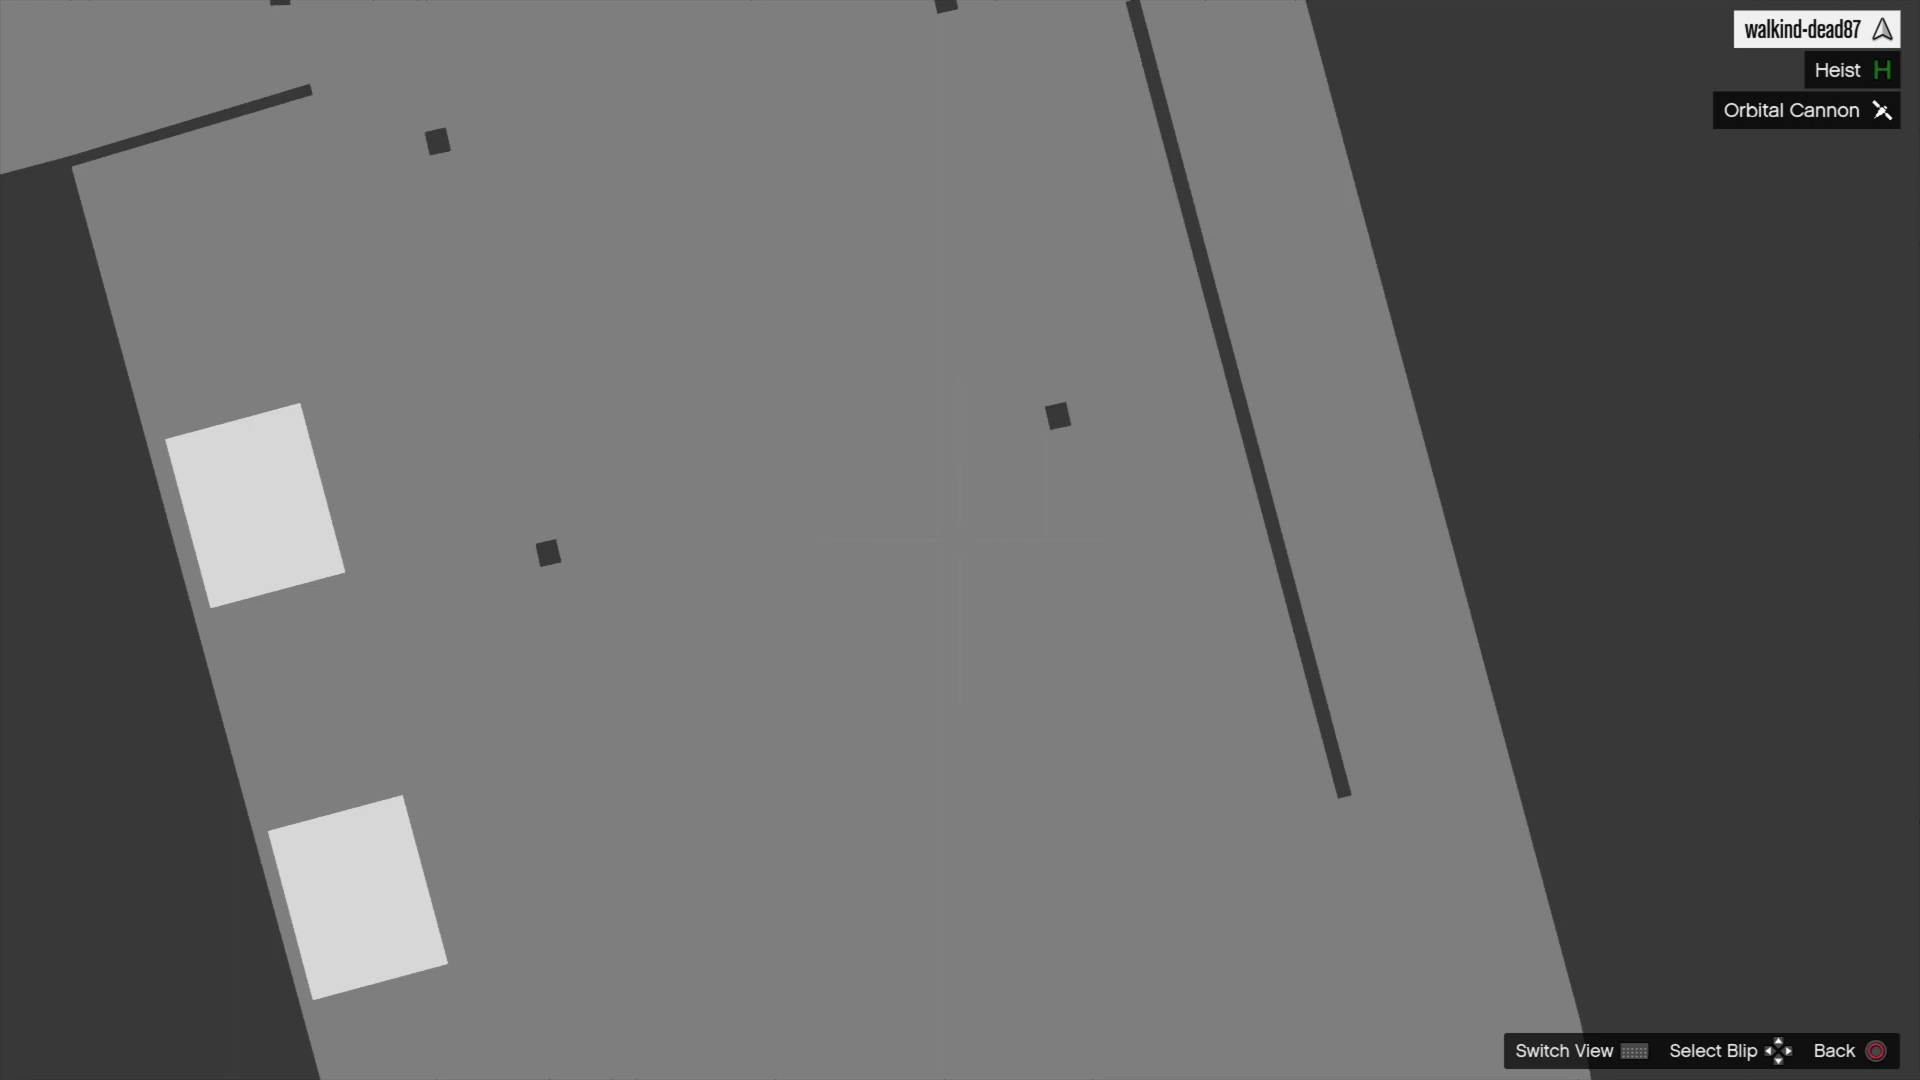 walkind-dead87
Heist H
Orbital Cannon
Switch View Select Blip Back